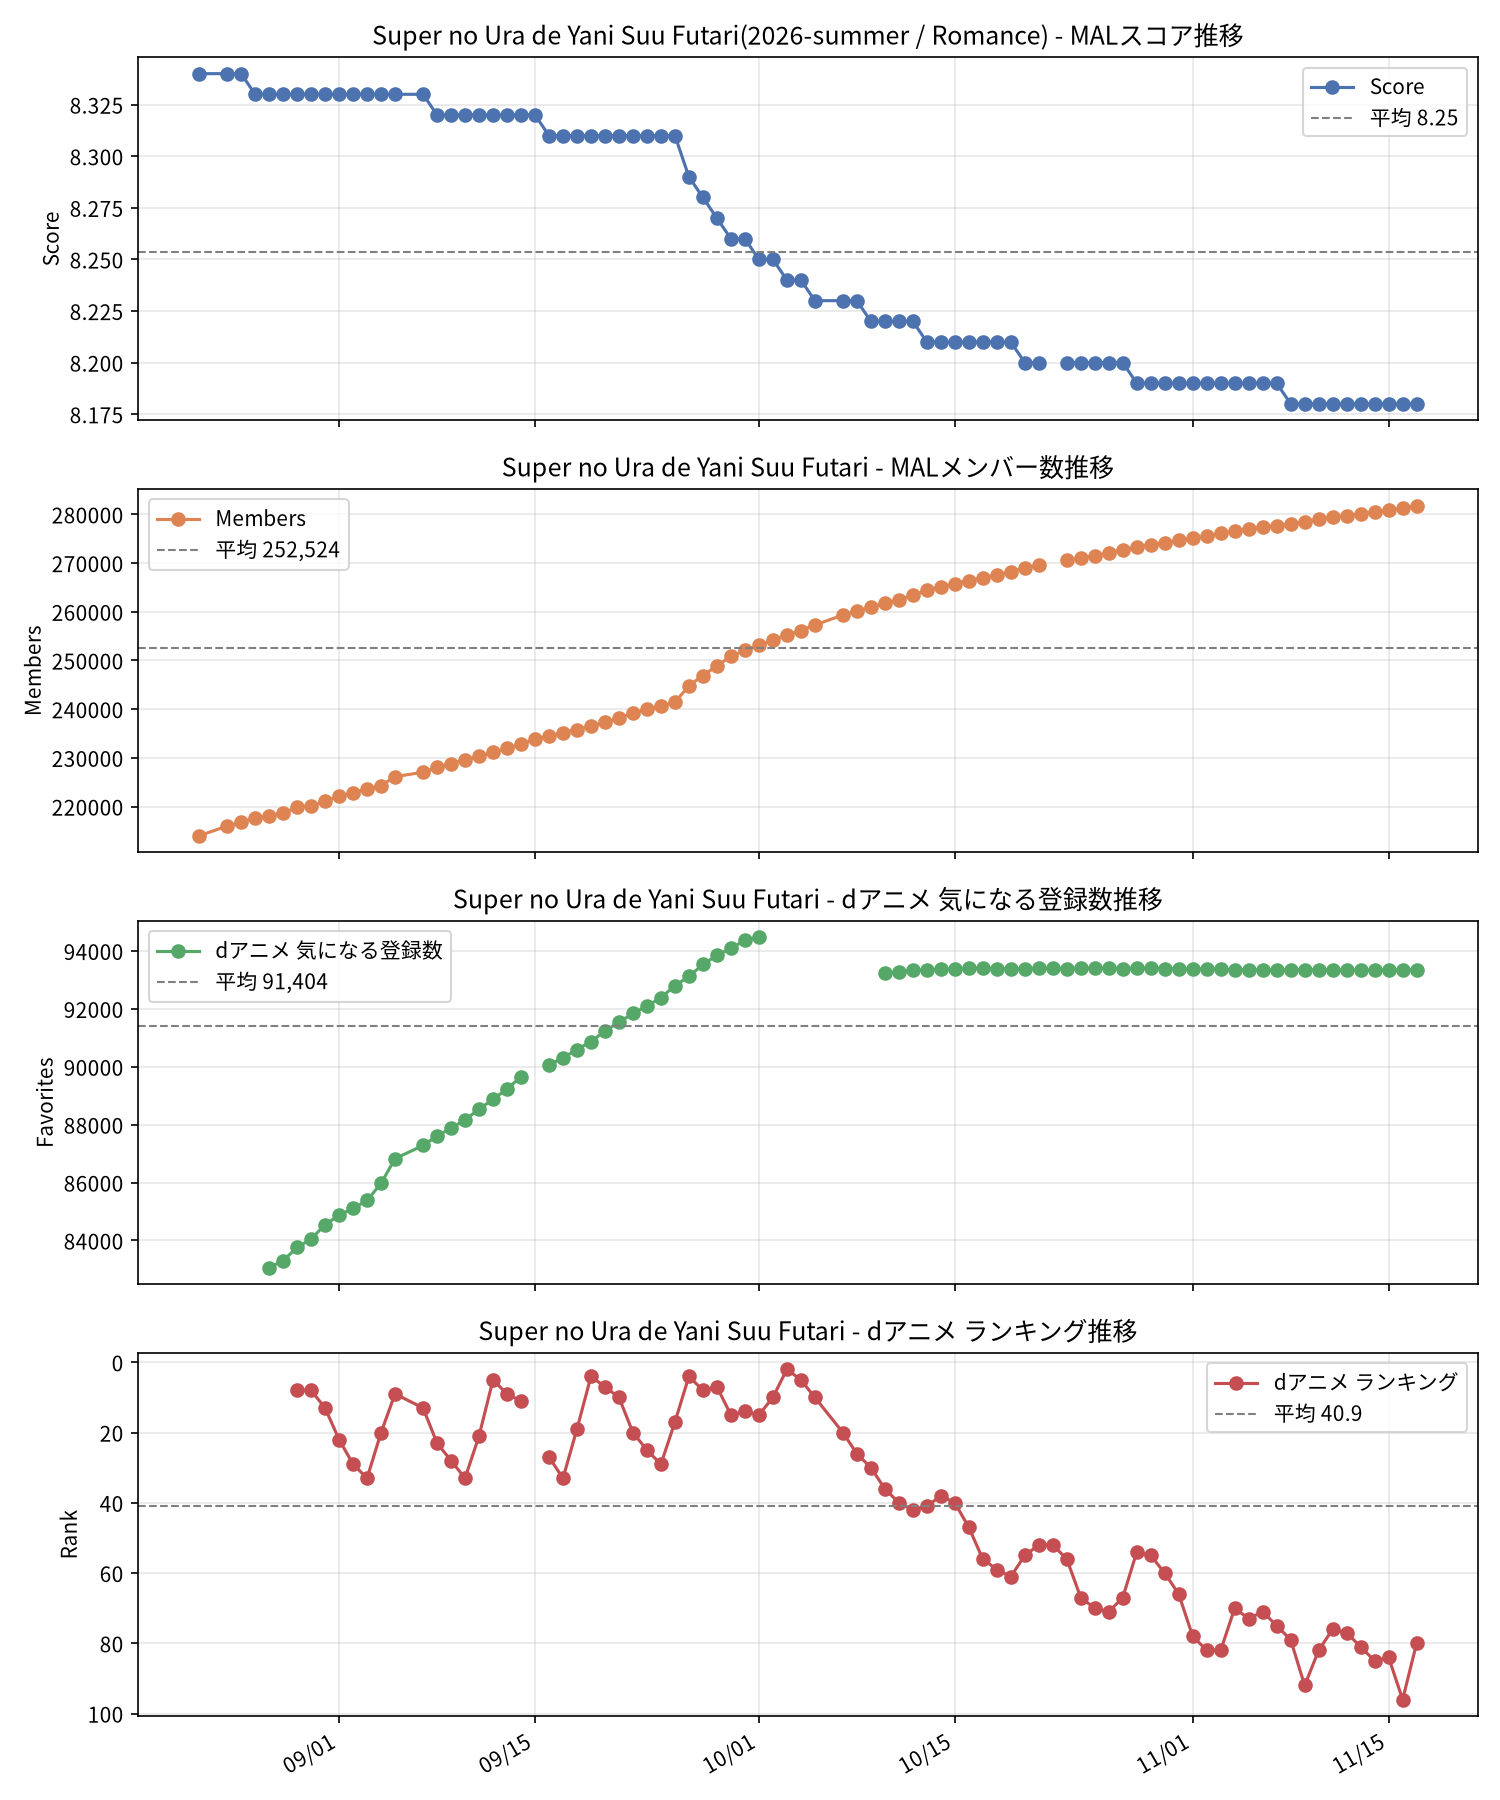 Super no Ura de Yani Suu Futari(2026-summer / Romance) - MALスコア推移
Score
平均 8.25
Score
8.325
8.300
8.275
8.250
8.225
8.200
8.175
Super no Ura de Yani Suu Futari - MALメンバー数推移
Members
平均 252,524
Members
280000
270000
260000
250000
240000
230000
220000
Super no Ura de Yani Suu Futari - dアニメ 気になる登録数推移
dアニメ 気になる登録数
平均 91,404
Favorites
94000
92000
90000
88000
86000
84000
Super no Ura de Yani Suu Futari - dアニメ ランキング推移
dアニメ ランキング
平均 40.9
Rank
0
20
40
60
80
100
09/01
09/15
10/01
10/15
11/01
11/15